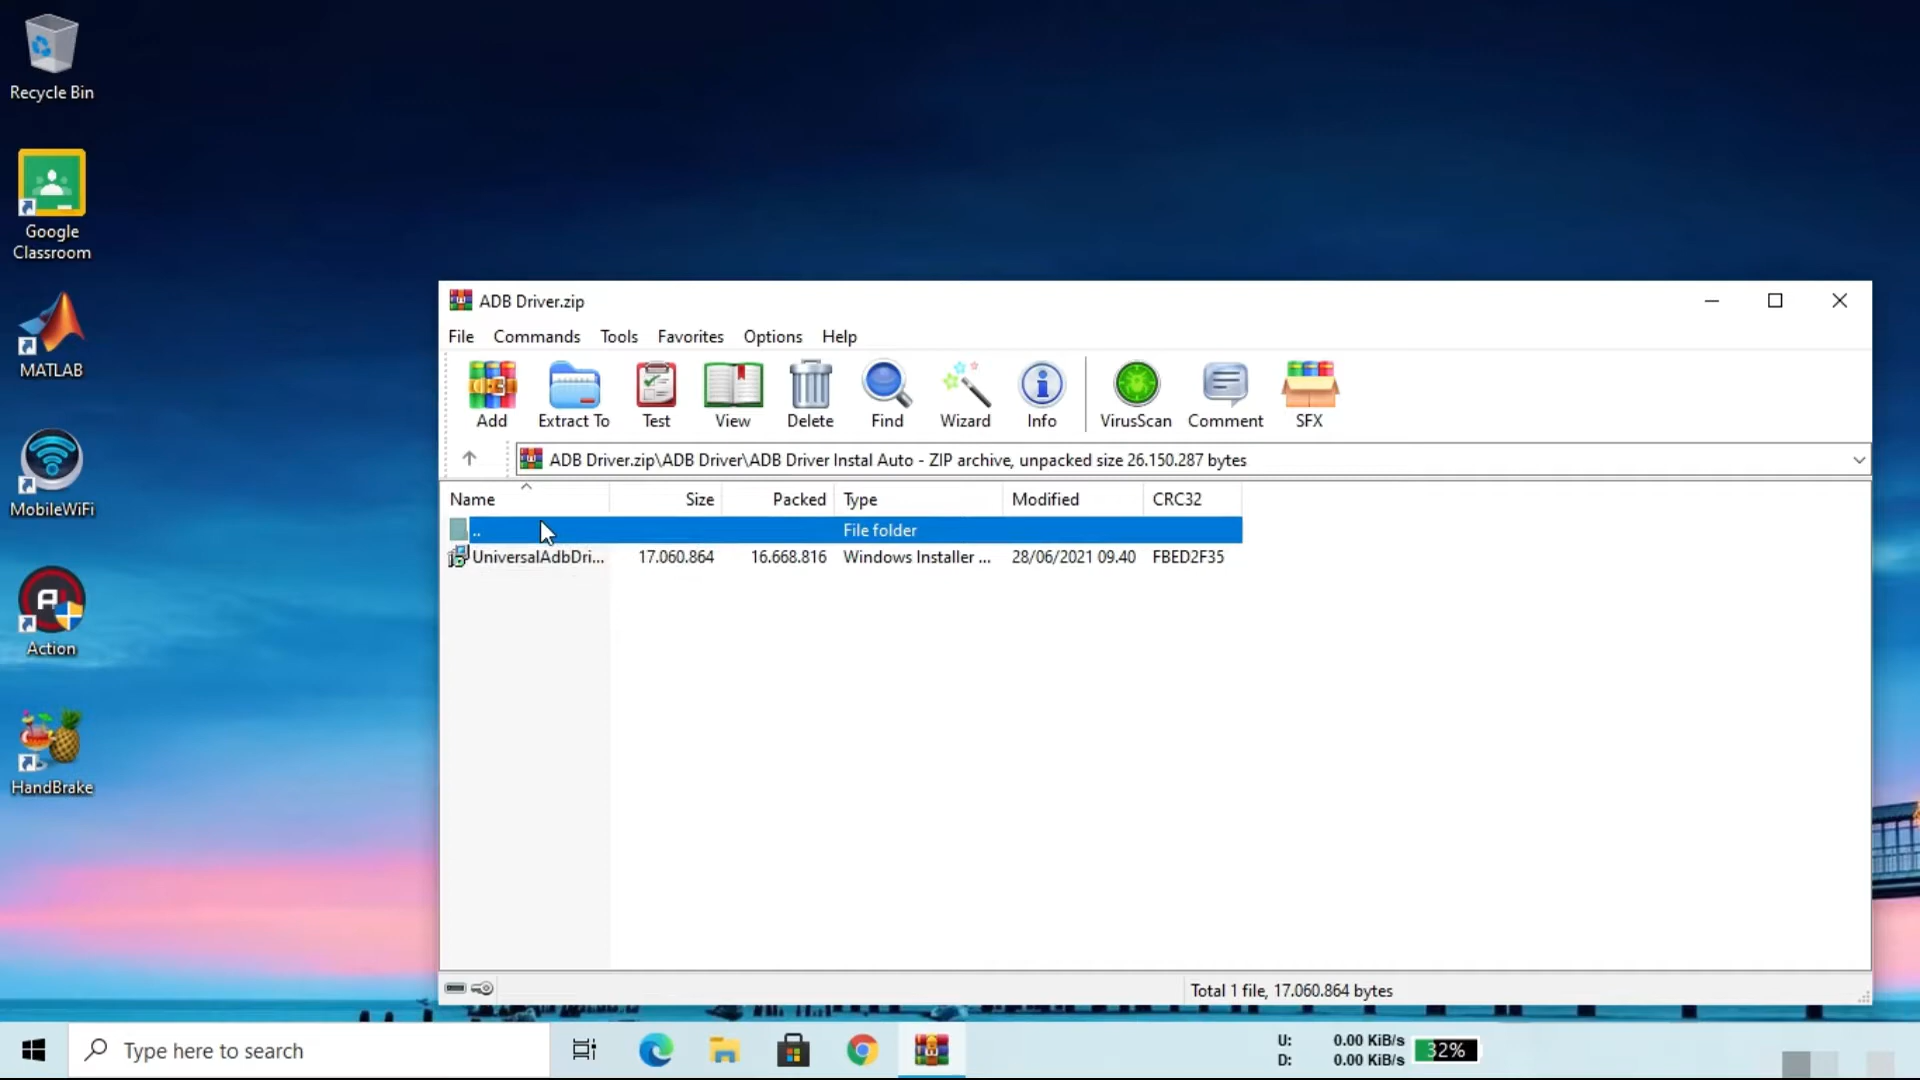 Recycle Bin
Google
Classroom
MATLAB
MobileWiFi
Action
HandBrake
ADB Driver.zip
File Commands Tools Favorites Options Help
Add Extract To Test View Delete Find Wizard Info VirusScan Comment SFX
ADB Driver.zip\ADB Driver\ADB Driver Instal Auto - ZIP archive, unpacked size 26.150.287 bytes
Name Size Packed Type Modified CRC32
.. File folder
UniversalAdbDri... 17.060.864 16.668.816 Windows Installer ... 28/06/2021 09.40 FBED2F35
Total 1 file, 17.060.864 bytes
Type here to search
U: 0.00 KiB/s
D: 0.00 KiB/s
32%